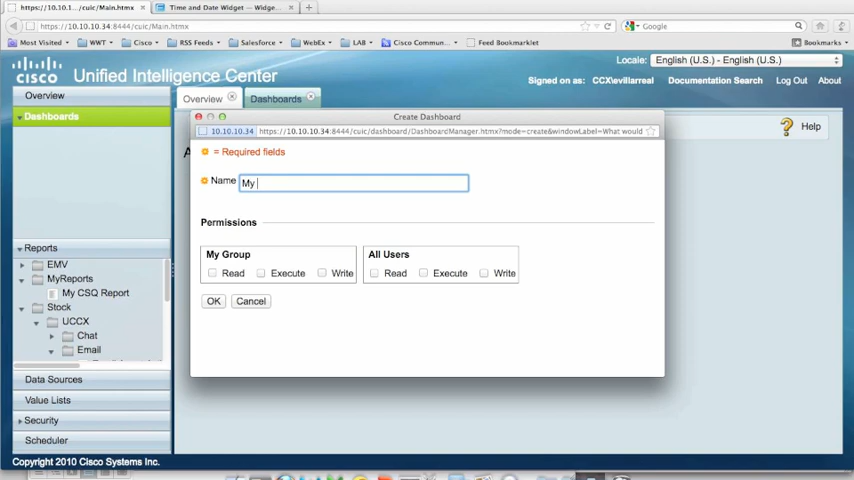 https://10.10.1.../cuic/Main.htmx
Time and Date Widget – Widge...
https://10.10.10.34:8444/cuic/Main.htmx
Google
Most Visited
WWT
Cisco
RSS Feeds
Salesforce
WebEx
LAB
Cisco Commun...
Feed Bookmarklet
Bookmarks
CISCO
Unified Intelligence Center
Locale:
English (U.S.) - English (U.S.)
Signed on as: CCX\evillarreal
Documentation Search
Log Out
About
Overview
Dashboards
Overview
Dashboards
Help
Create Dashboard
10.10.10.34
https://10.10.10.34:8444/cuic/dashboard/DashboardManager.htmx?mode=create&windowLabel=What would
= Required fields
Name
My
Permissions
My Group
Read
Execute
Write
All Users
Read
Execute
Write
OK
Cancel
Reports
EMV
MyReports
My CSQ Report
Stock
UCCX
Chat
Email
Data Sources
Value Lists
Security
Scheduler
Copyright 2010 Cisco Systems Inc.